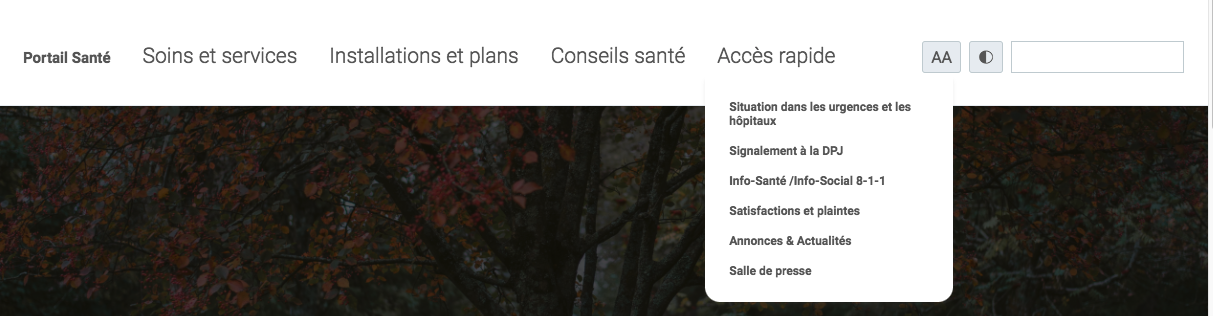 Portail Santé
Soins et services
Installations et plans
Conseils santé
Accès rapide
AA
Situation dans les urgences et les
hôpitaux
Signalement à la DPJ
Info-Santé /Info-Social 8-1-1
Satisfactions et plaintes
Annonces & Actualités
Salle de presse